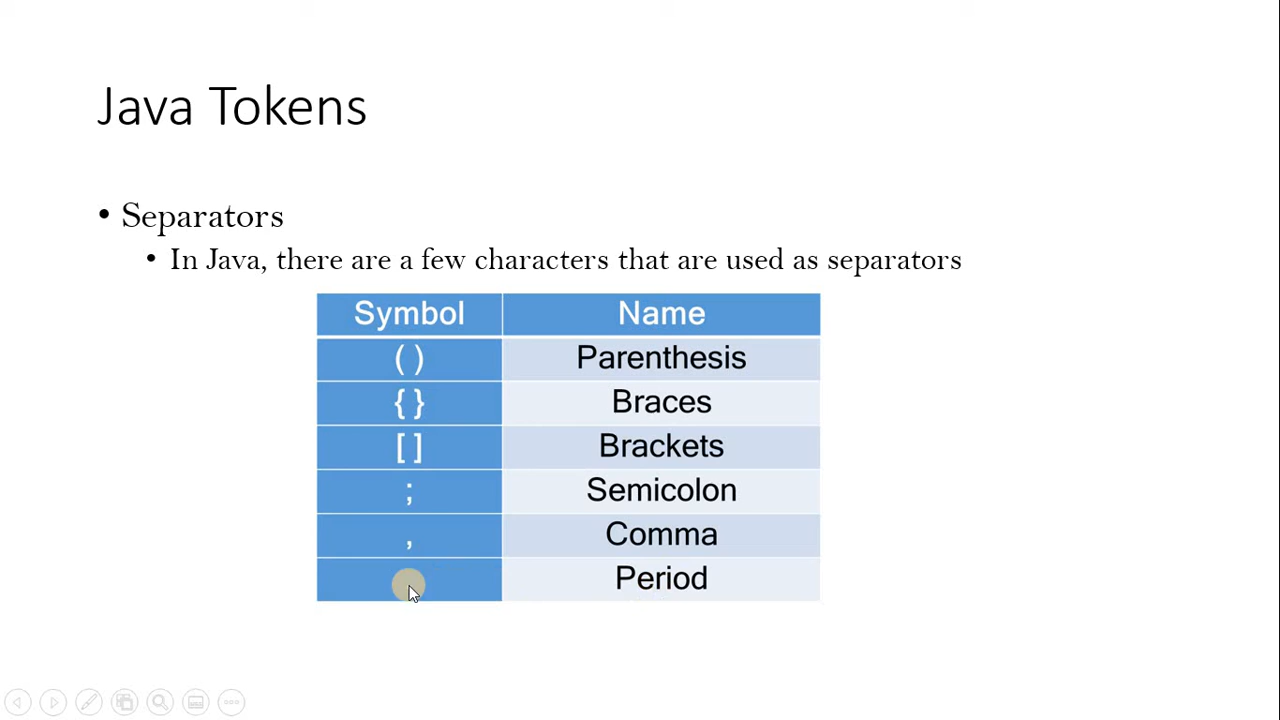 Java Tokens
• Separators
• In Java, there are a few characters that are used as separators
Symbol Name
( ) Parenthesis
{ } Braces
[ ] Brackets
; Semicolon
, Comma
Period